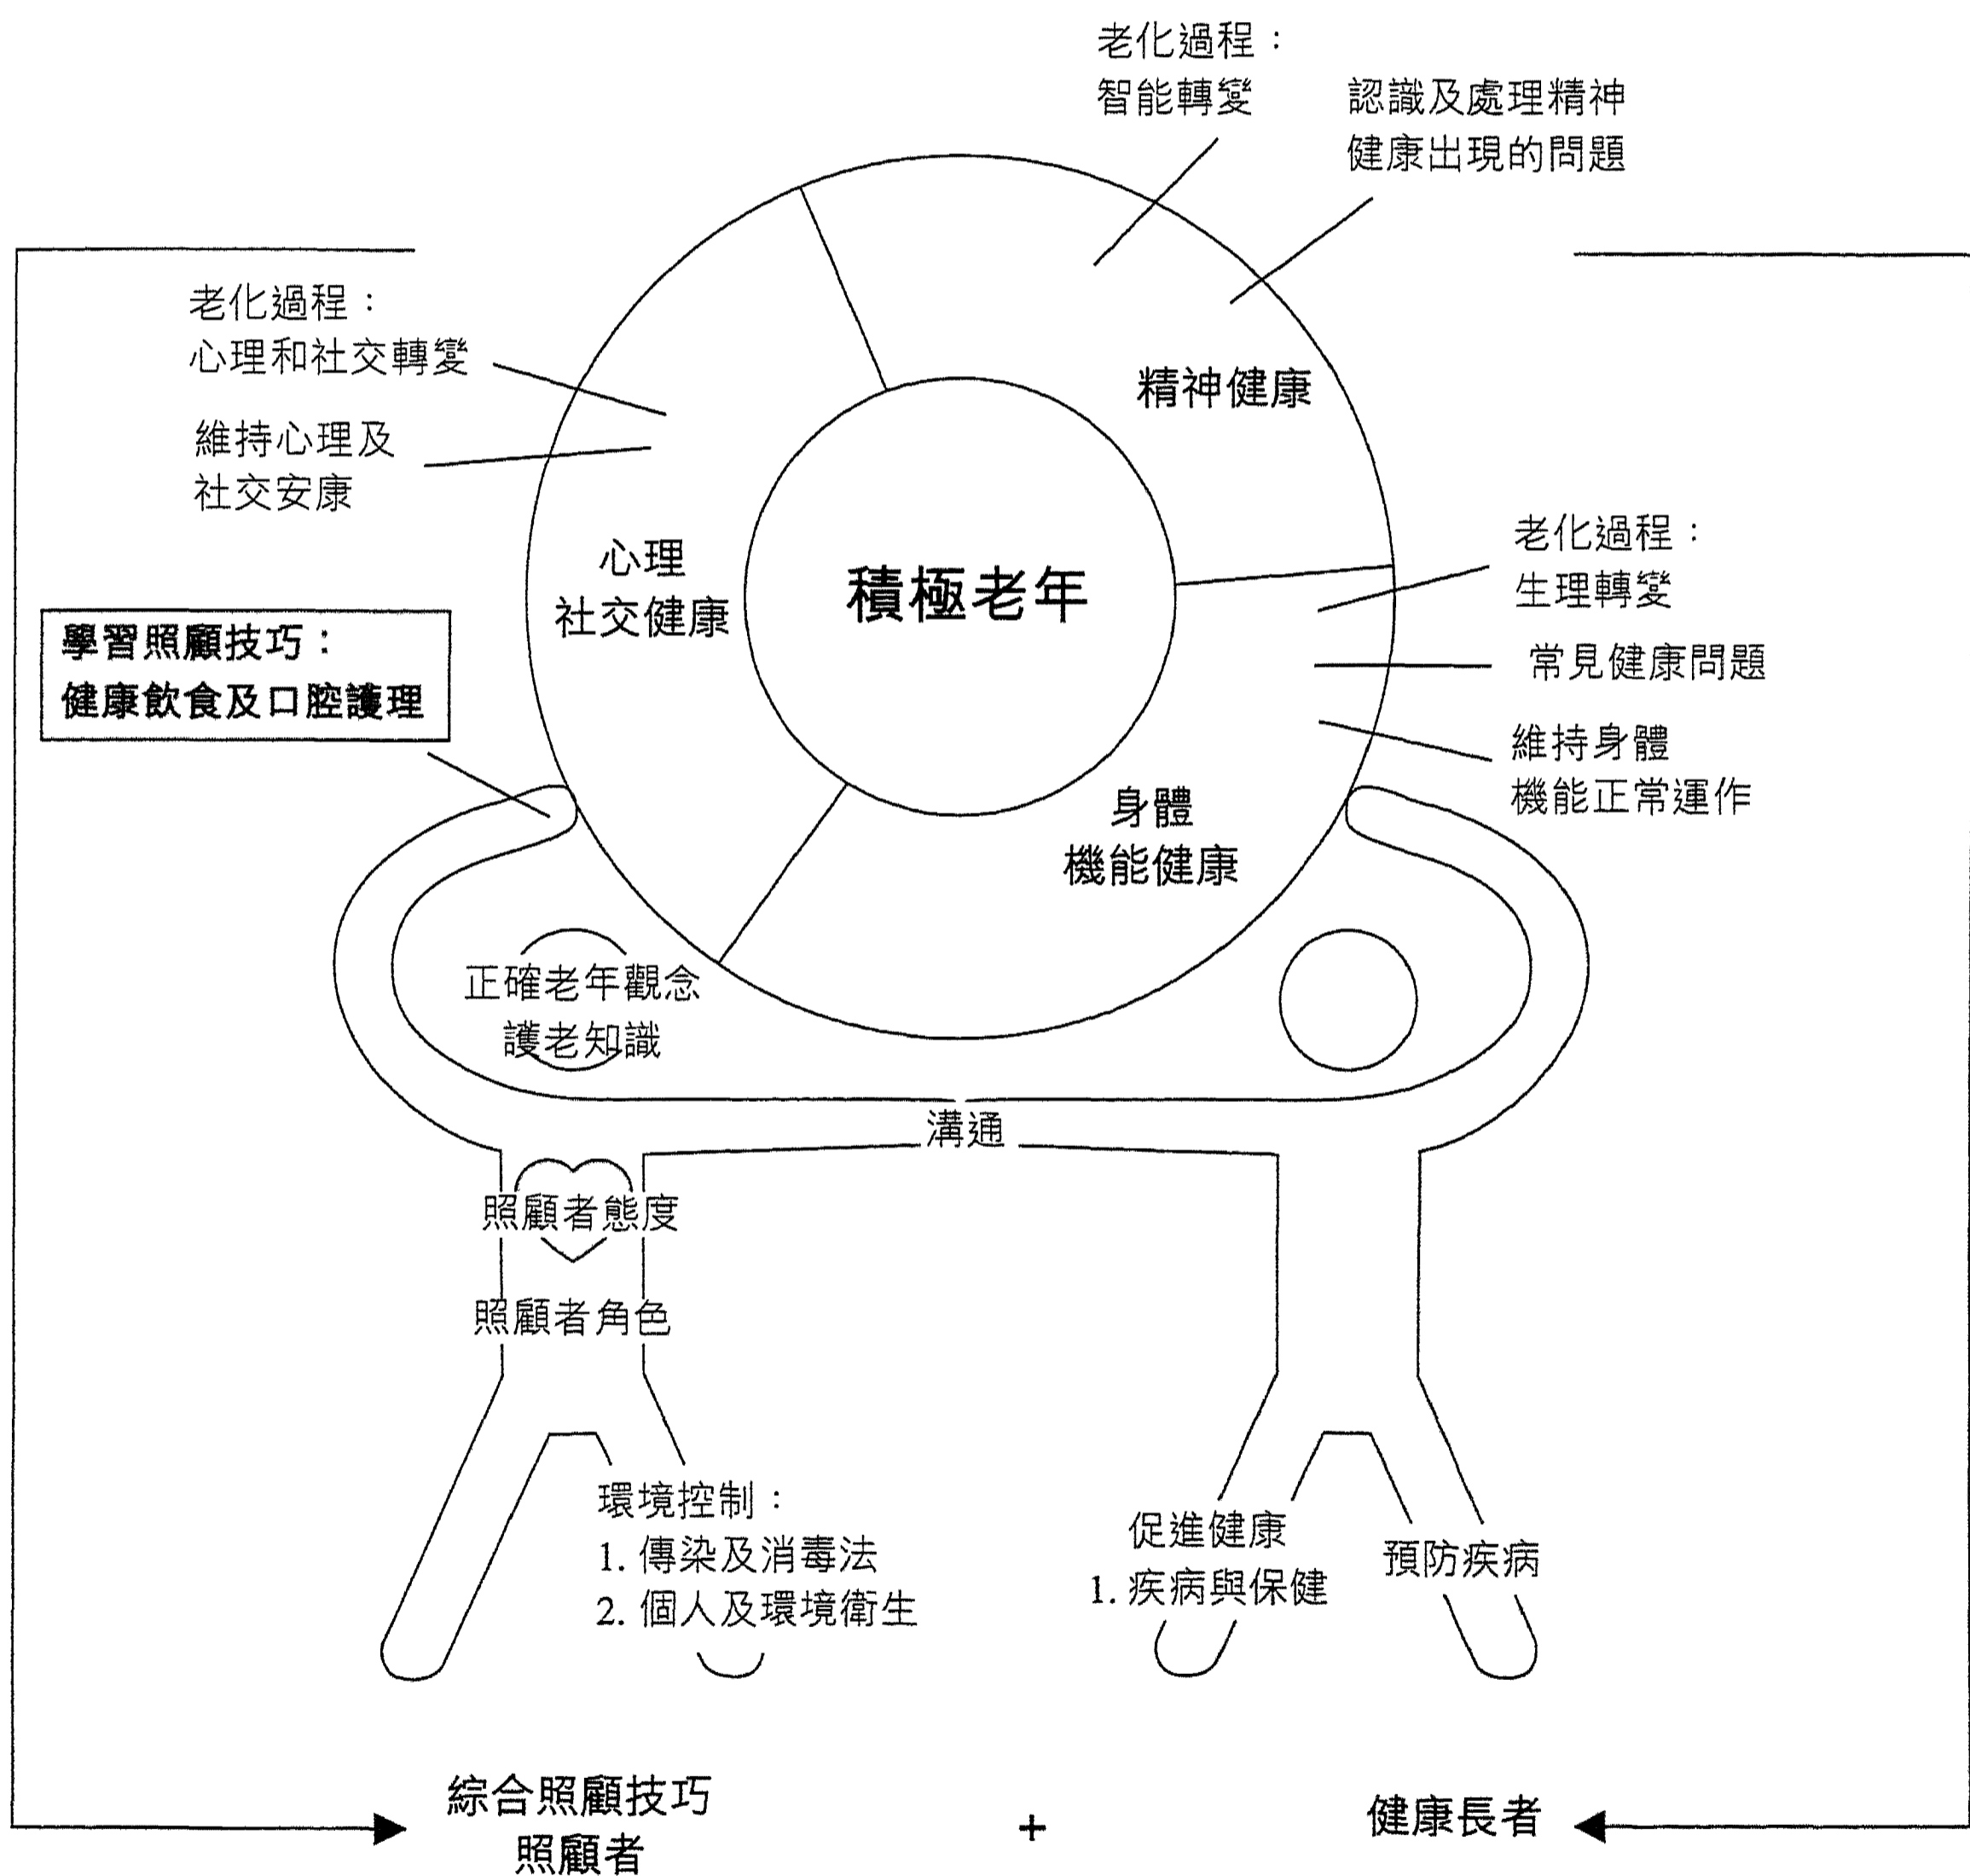 老化過程：
智能轉變
認識及處理精神
健康出現的問題
老化過程：
心理和社交轉變
維持心理及
社交安康
精神健康
心理
社交健康
積極老年
老化過程：
生理轉變
常見健康問題
維持身體
機能正常運作
學習照顧技巧：
健康飲食及口腔護理
身體
機能健康
正確老年觀念
護老知識
溝通
照顧者態度
照顧者角色
環境控制：
1. 傳染及消毒法
2. 個人及環境衛生
促進健康
1. 疾病與保健
預防疾病
綜合照顧技巧
照顧者
+
健康長者